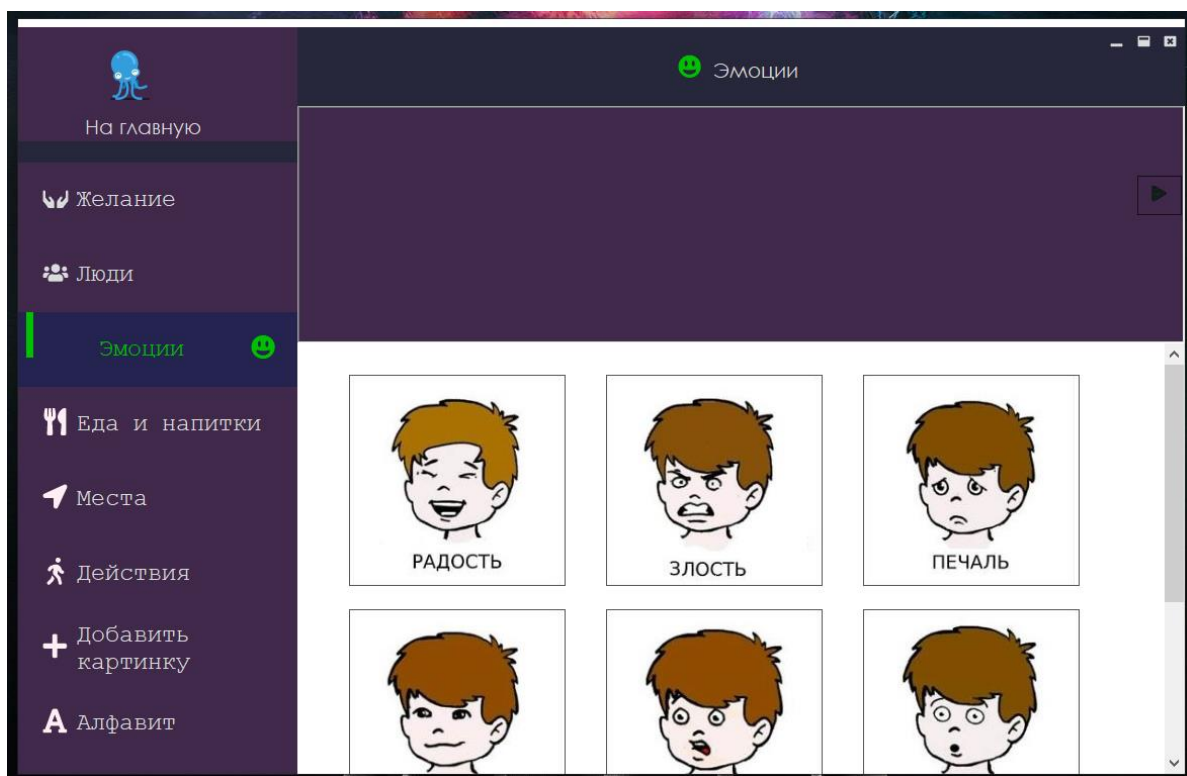 Эмоции
На главную
Желание
Люди
Эмоции
Еда и напитки
Места
Действия
Добавить
картинку
Алфавит
РАДОСТЬ
ЗЛОСТЬ
ПЕЧАЛЬ